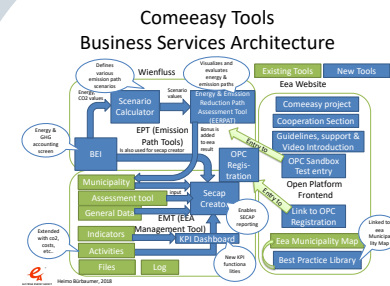 Comeeasy Tools
Business Services Architecture
Defines
various
emission path
scenarios
Wienfluss
Visualizes and
evaluates
energy &
emission paths
Existing Tools
New Tools
Eea Website
Energy,
CO2 values
Scenario
Calculator
Scenario
values
Energy & Emission
Reduction Path
Assessment Tool
(EERPAT)
Comeeasy project
Cooperation Section
Guidelines, support &
Video Introduction
Energy &
GHG
accounting
screen
EPT (Emission
Path Tools)
Bonus is
added
to eea
result
Is also used for secap creator
BEI
Entry to
OPC Sandbox
Test entry
OPC
Regis-
tration
Open Platform
Frontend
Municipality
Assessment tool
input
General Data
Secap
Creator
Entry to
Link to OPC
Registration
EMT (EEA
Management Tool)
Enables
SECAP
reporting
Extended
with co2,
costs,
etc.
Indicators
KPI Dashboard
Activities
Files
Log
New KPI
functiona
lities
Eea Municipality Map
Best Practice Library
Linked to
eea
Municipa
lity Map
Heimo Bürbaumer, 2018